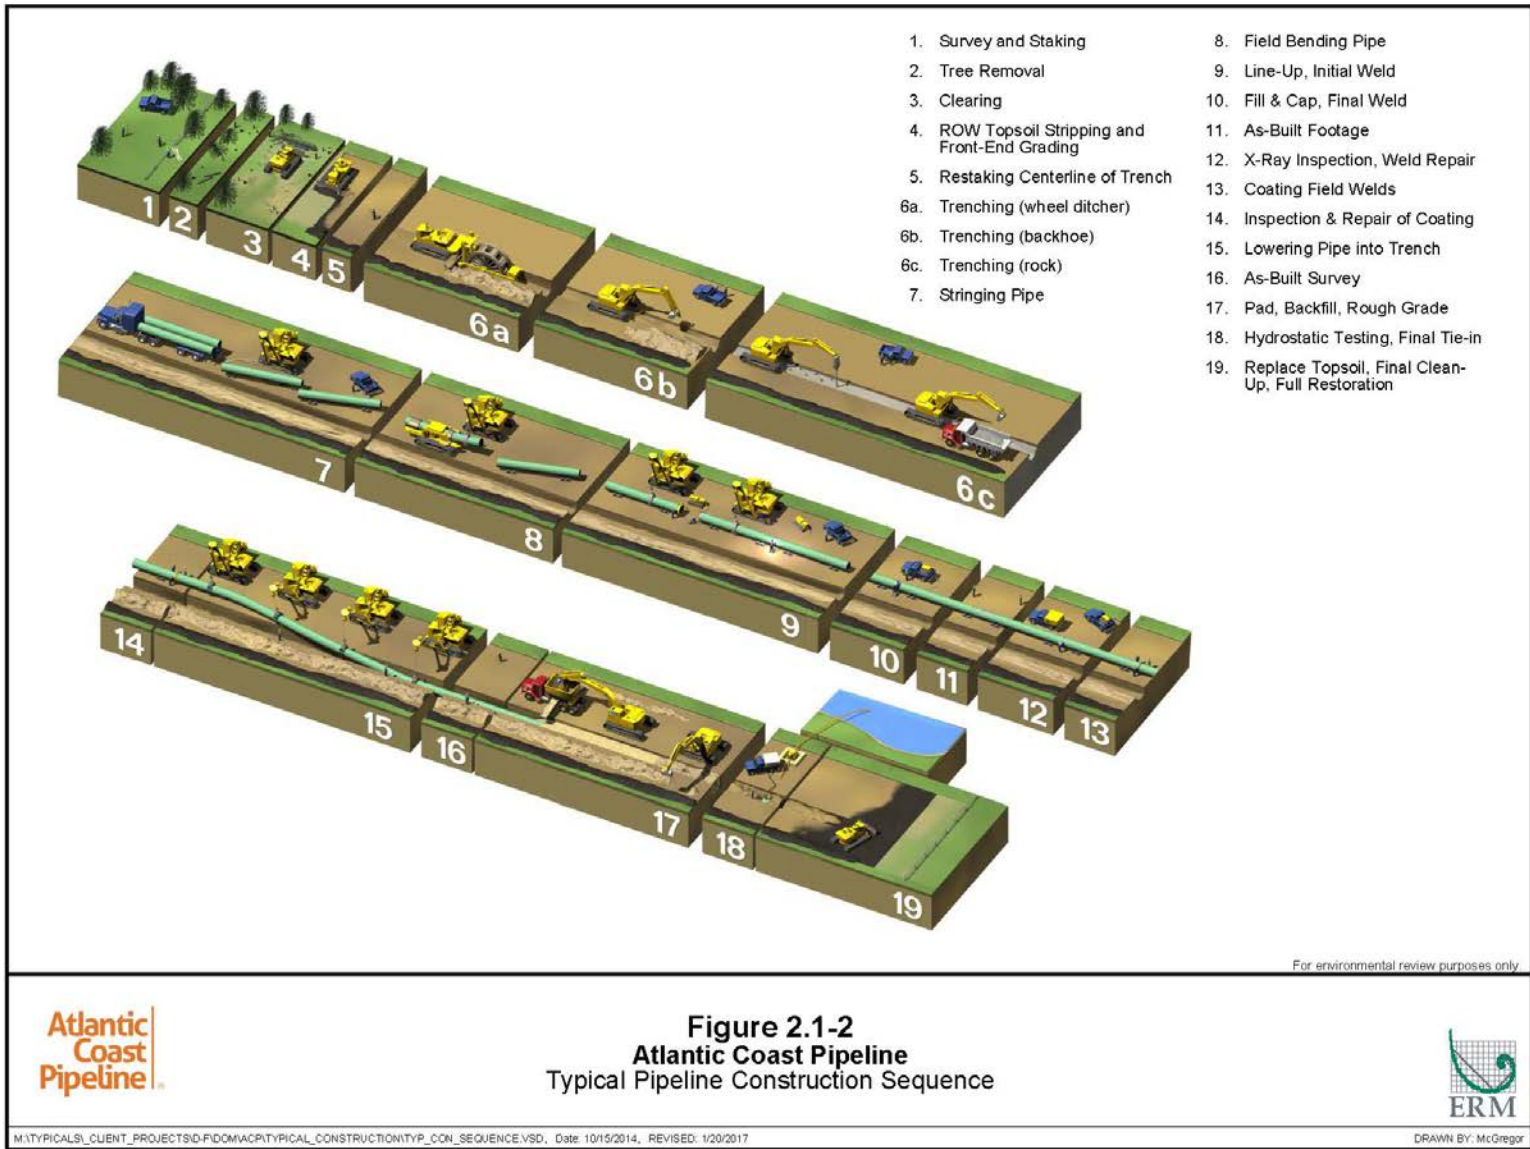 1. Survey and Staking
2. Tree Removal
3. Clearing
4. ROW Topsoil Stripping and
Front-End Grading
5. Restaking Centerline of Trench
6a. Trenching (wheel ditcher)
6b. Trenching (backhoe)
6c. Trenching (rock)
7. Stringing Pipe
8. Field Bending Pipe
9. Line-Up, Initial Weld
10. Fill & Cap, Final Weld
11. As-Built Footage
12. X-Ray Inspection, Weld Repair
13. Coating Field Welds
14. Inspection & Repair of Coating
15. Lowering Pipe into Trench
16. As-Built Survey
17. Pad, Backfill, Rough Grade
18. Hydrostatic Testing, Final Tie-in
19. Replace Topsoil, Final Clean-
Up, Full Restoration
1
2
3
4
5
6a
6b
6c
7
8
9
10
11
12
13
14
15
16
17
18
19
For environmental review purposes only
Atlantic
Coast
Pipeline
Figure 2.1-2
Atlantic Coast Pipeline
Typical Pipeline Construction Sequence
ERM
M:\TYPICALS\_CLIENT_PROJECTS\D-F\DOM\ACP\TYPICAL_CONSTRUCTION\TYP_CON_SEQUENCE.VSD, Date: 10/15/2014, REVISED: 1/20/2017
DRAWN BY: McGregor